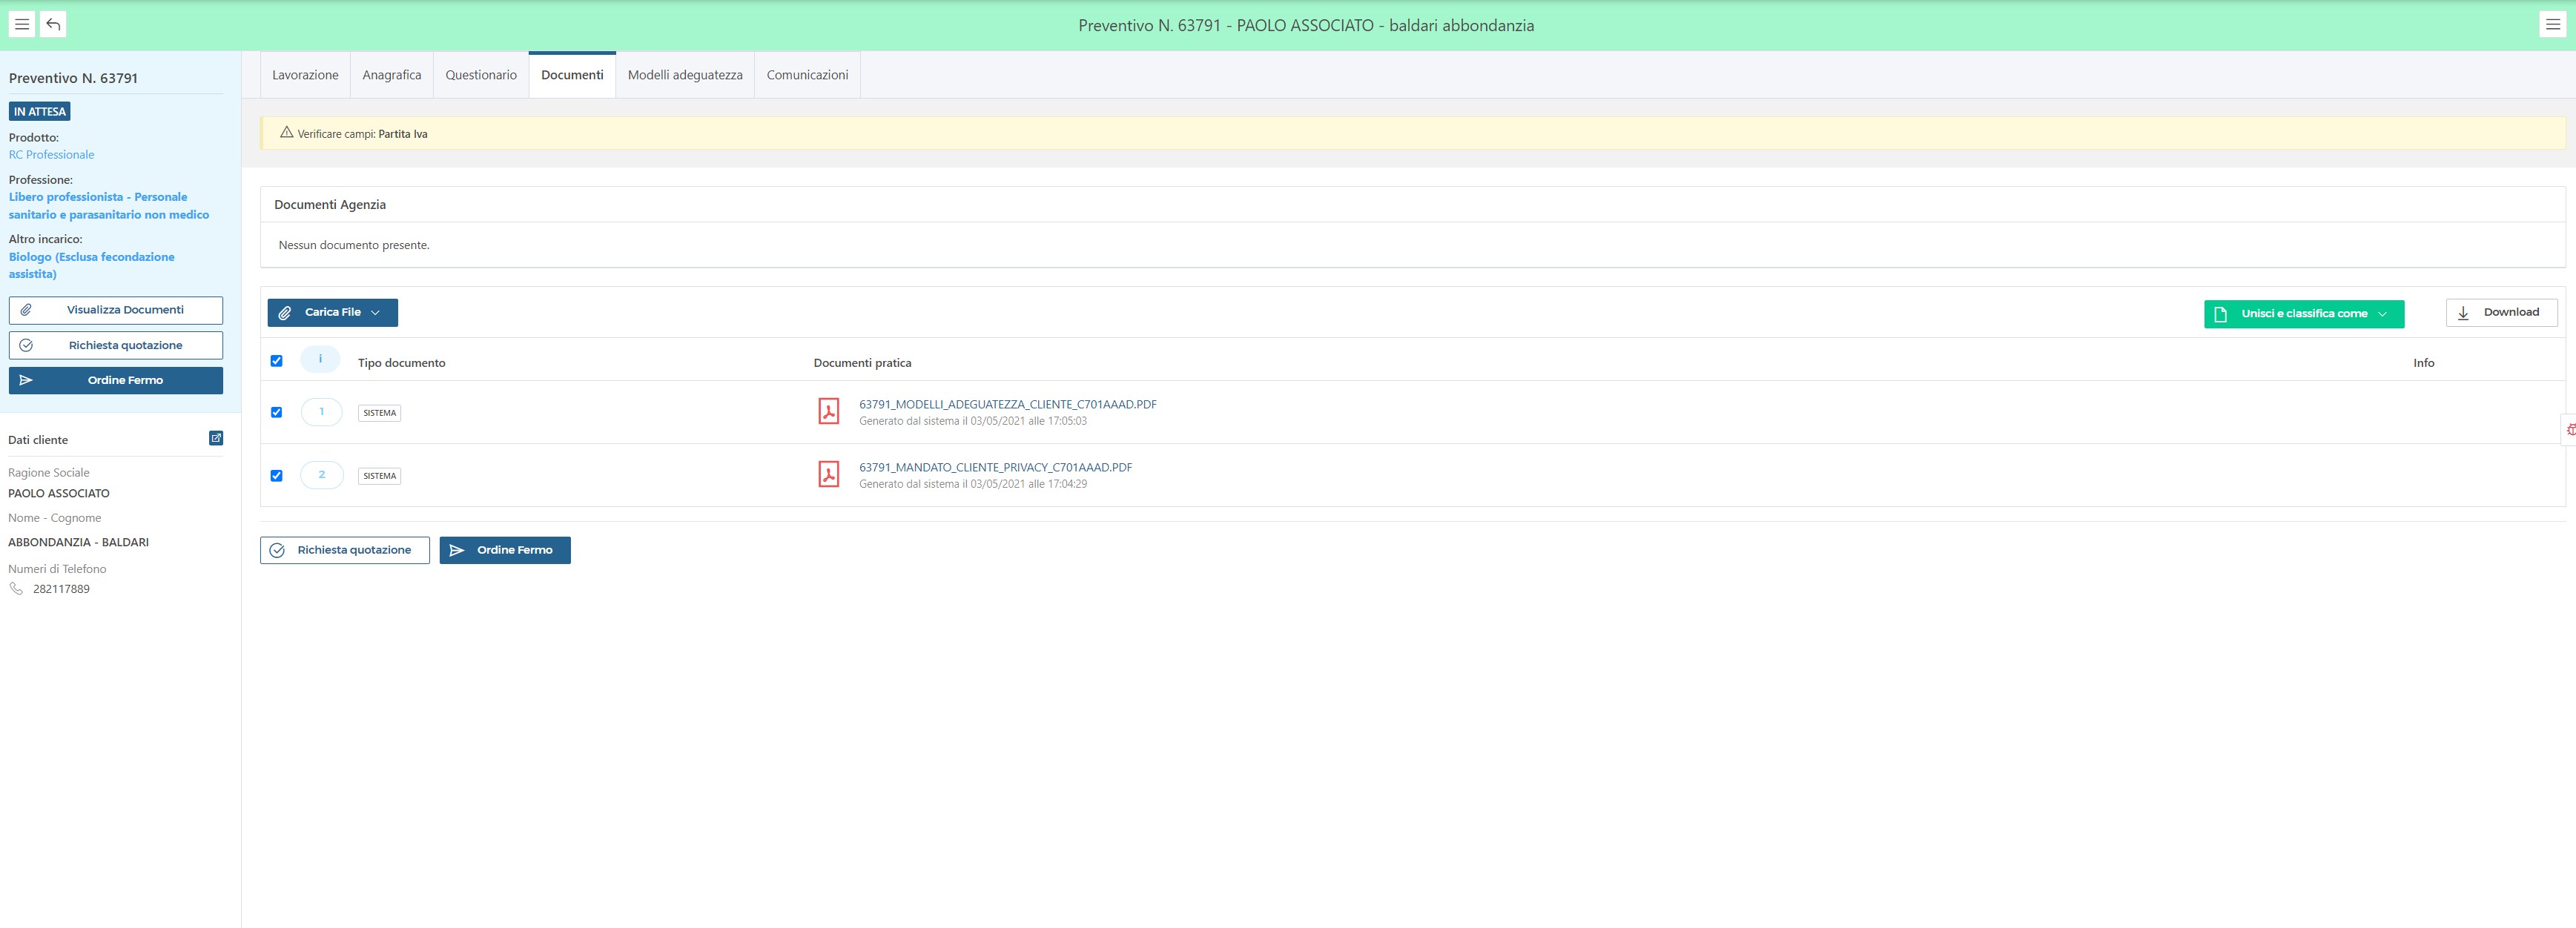 Preventivo N. 63791 - PAOLO ASSOCIATO - baldari abbondanzia
Preventivo N. 63791
IN ATTESA
Prodotto:
RC Professionale
Professione:
Libero professionista - Personale
sanitario e parasanitario non medico
Altro incarico:
Biologo (Esclusa fecondazione
assistita)
Visualizza Documenti
Richiesta quotazione
Ordine Fermo
Dati cliente
Ragione Sociale
PAOLO ASSOCIATO
Nome - Cognome
ABBONDANZIA - BALDARI
Numeri di Telefono
282117889
Lavorazione Anagrafica Questionario Documenti Modelli adeguatezza Comunicazioni
Verificare campi: Partita Iva
Documenti Agenzia
Nessun documento presente.
Carica File Unisci e classifica come Download
i Tipo documento Documenti pratica Info
1 SISTEMA 63791_MODELLI_ADEGUATEZZA_CLIENTE_C701AAAD.PDF
Generato dal sistema il 03/05/2021 alle 17:05:03
2 SISTEMA 63791_MANDATO_CLIENTE_PRIVACY_C701AAAD.PDF
Generato dal sistema il 03/05/2021 alle 17:04:29
Richiesta quotazione Ordine Fermo